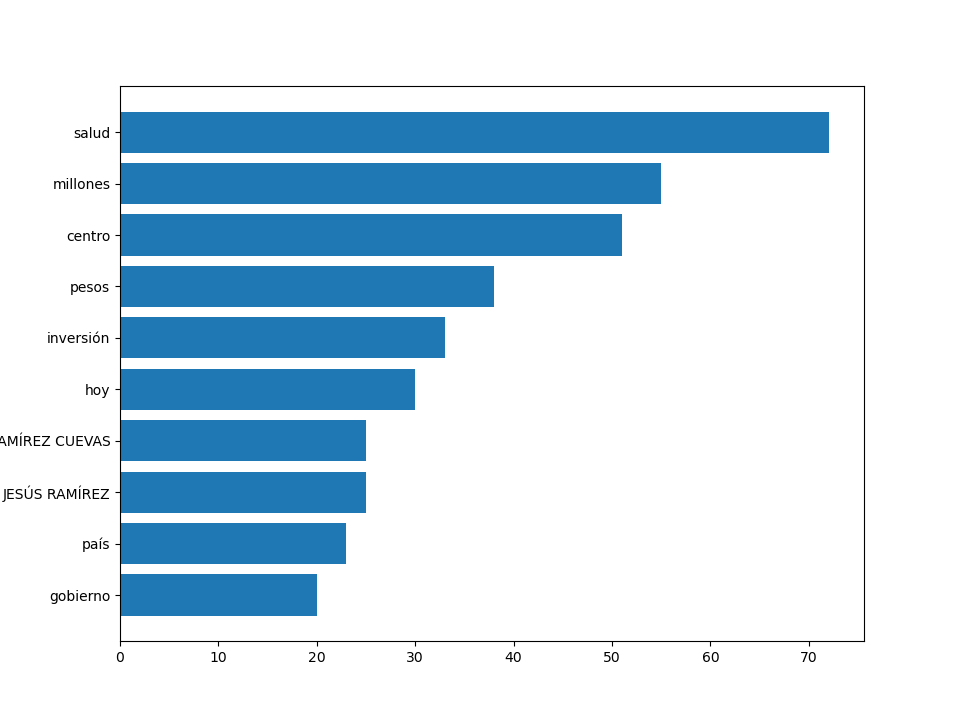 salud
millones
centro
pesos
inversión
hoy
AMÍREZ CUEVAS
JESÚS RAMÍREZ
país
gobierno
0 10 20 30 40 50 60 70